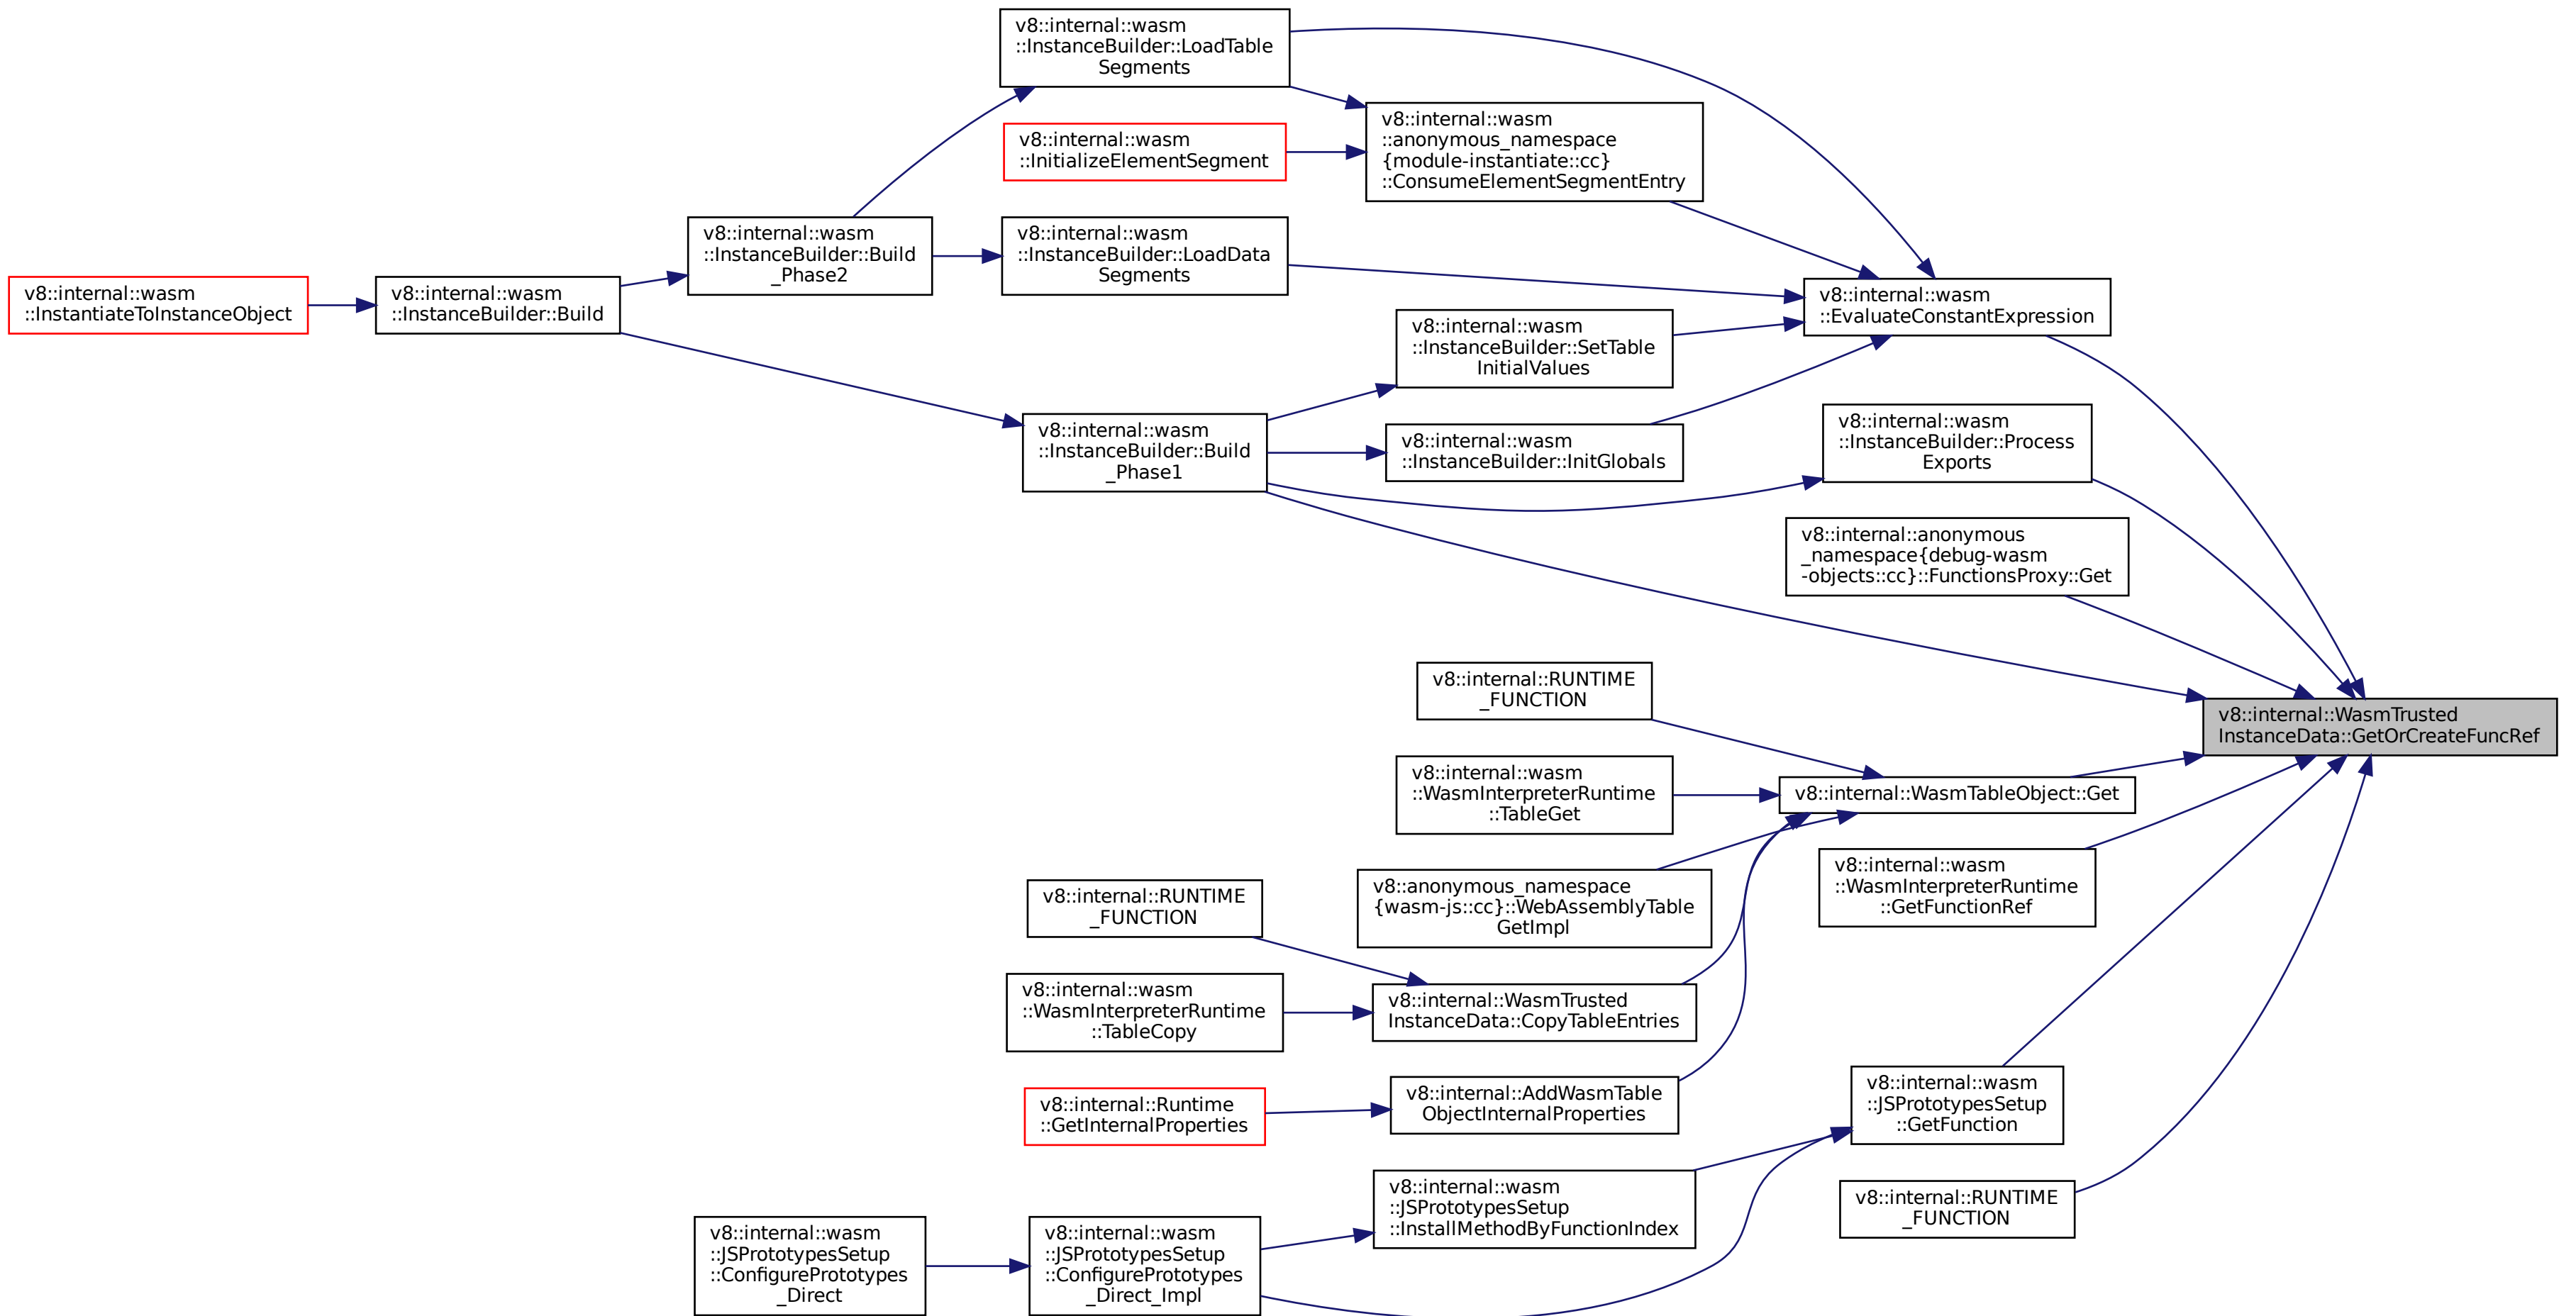 v8::internal::wasm
::InstanceBuilder::LoadTable
Segments
v8::internal::wasm
::anonymous_namespace
{module-instantiate::cc}
::ConsumeElementSegmentEntry
v8::internal::wasm
::InitializeElementSegment
v8::internal::wasm
::InstanceBuilder::Build
_Phase2
v8::internal::wasm
::InstanceBuilder::LoadData
Segments
v8::internal::wasm
::InstantiateToInstanceObject
v8::internal::wasm
::InstanceBuilder::Build
v8::internal::wasm
::EvaluateConstantExpression
v8::internal::wasm
::InstanceBuilder::SetTable
InitialValues
v8::internal::wasm
::InstanceBuilder::Build
_Phase1
v8::internal::wasm
::InstanceBuilder::InitGlobals
v8::internal::wasm
::InstanceBuilder::Process
Exports
v8::internal::anonymous
_namespace{debug-wasm
-objects::cc}::FunctionsProxy::Get
v8::internal::RUNTIME
_FUNCTION
v8::internal::WasmTrusted
InstanceData::GetOrCreateFuncRef
v8::internal::wasm
::WasmInterpreterRuntime
::TableGet
v8::internal::WasmTableObject::Get
v8::internal::wasm
::WasmInterpreterRuntime
::GetFunctionRef
v8::anonymous_namespace
{wasm-js::cc}::WebAssemblyTable
GetImpl
v8::internal::RUNTIME
_FUNCTION
v8::internal::wasm
::WasmInterpreterRuntime
::TableCopy
v8::internal::WasmTrusted
InstanceData::CopyTableEntries
v8::internal::Runtime
::GetInternalProperties
v8::internal::AddWasmTable
ObjectInternalProperties
v8::internal::wasm
::JSPrototypesSetup
::GetFunction
v8::internal::wasm
::JSPrototypesSetup
::InstallMethodByFunctionIndex
v8::internal::RUNTIME
_FUNCTION
v8::internal::wasm
::JSPrototypesSetup
::ConfigurePrototypes
_Direct
v8::internal::wasm
::JSPrototypesSetup
::ConfigurePrototypes
_Direct_Impl